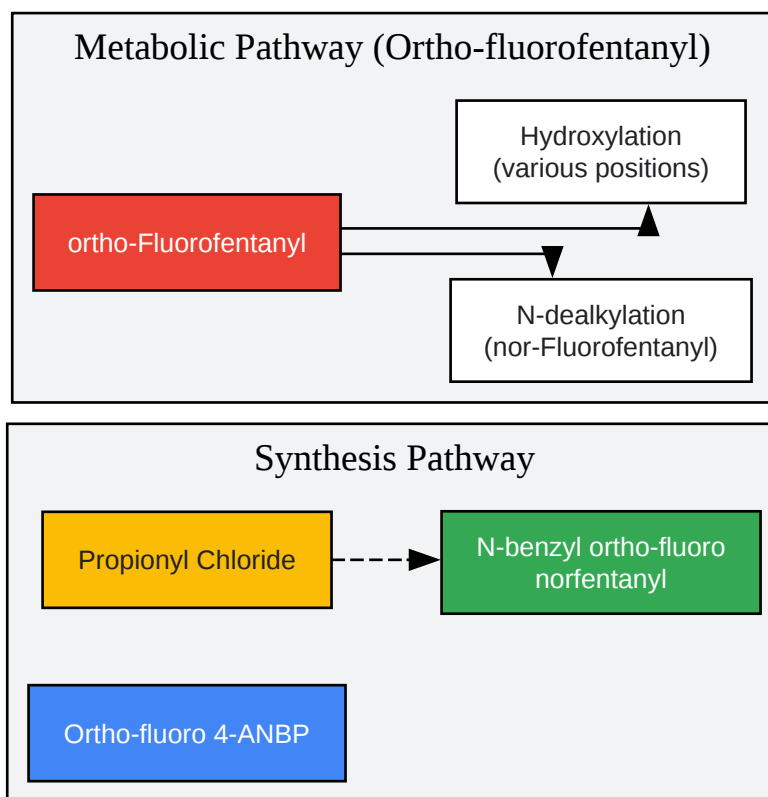 Metabolic Pathway (Ortho-fluorofentanyl)
Hydroxylation
(various positions)
ortho-Fluorofentanyl
N-dealkylation
(nor-Fluorofentanyl)
Synthesis Pathway
Propionyl Chloride
N-benzyl ortho-fluoro
norfentanyl
Ortho-fluoro 4-ANBP